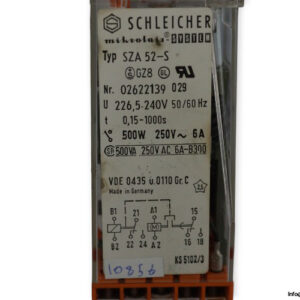 S SCHLEICHER
mikrolais SYSTEM
Typ SZA 52-S
GZ8
Nr. 02622139 029
U 226,5-240V 50/60Hz
t 0,15-1000s
500W 250V~ 6A
500VA 250V AC 6A-B300
VDE 0435 u.0110 Gr.C
Made in Germany
B1 21 A1 15
B2 22 24 A2 16 18
KS 5102/3
10856